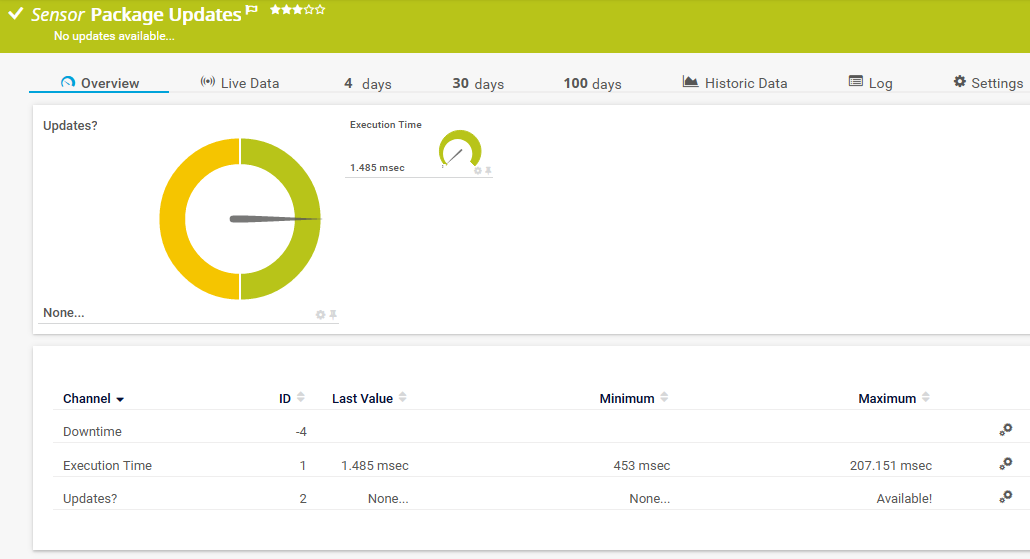 Sensor Package Updates
No updates available...
Overview Live Data 4 days 30 days 100 days Historic Data Log Settings
Updates?
Execution Time
1.485 msec
None...
Channel ID Last Value Minimum Maximum
Downtime -4
Execution Time 1 1.485 msec 453 msec 207.151 msec
Updates? 2 None... None... Available!